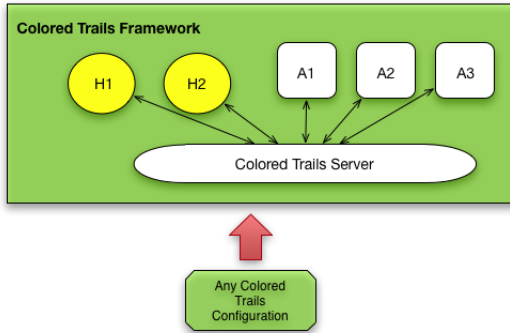 Colored Trails Framework
H1
H2
A1
A2
A3
Colored Trails Server
Any Colored
Trails
Configuration